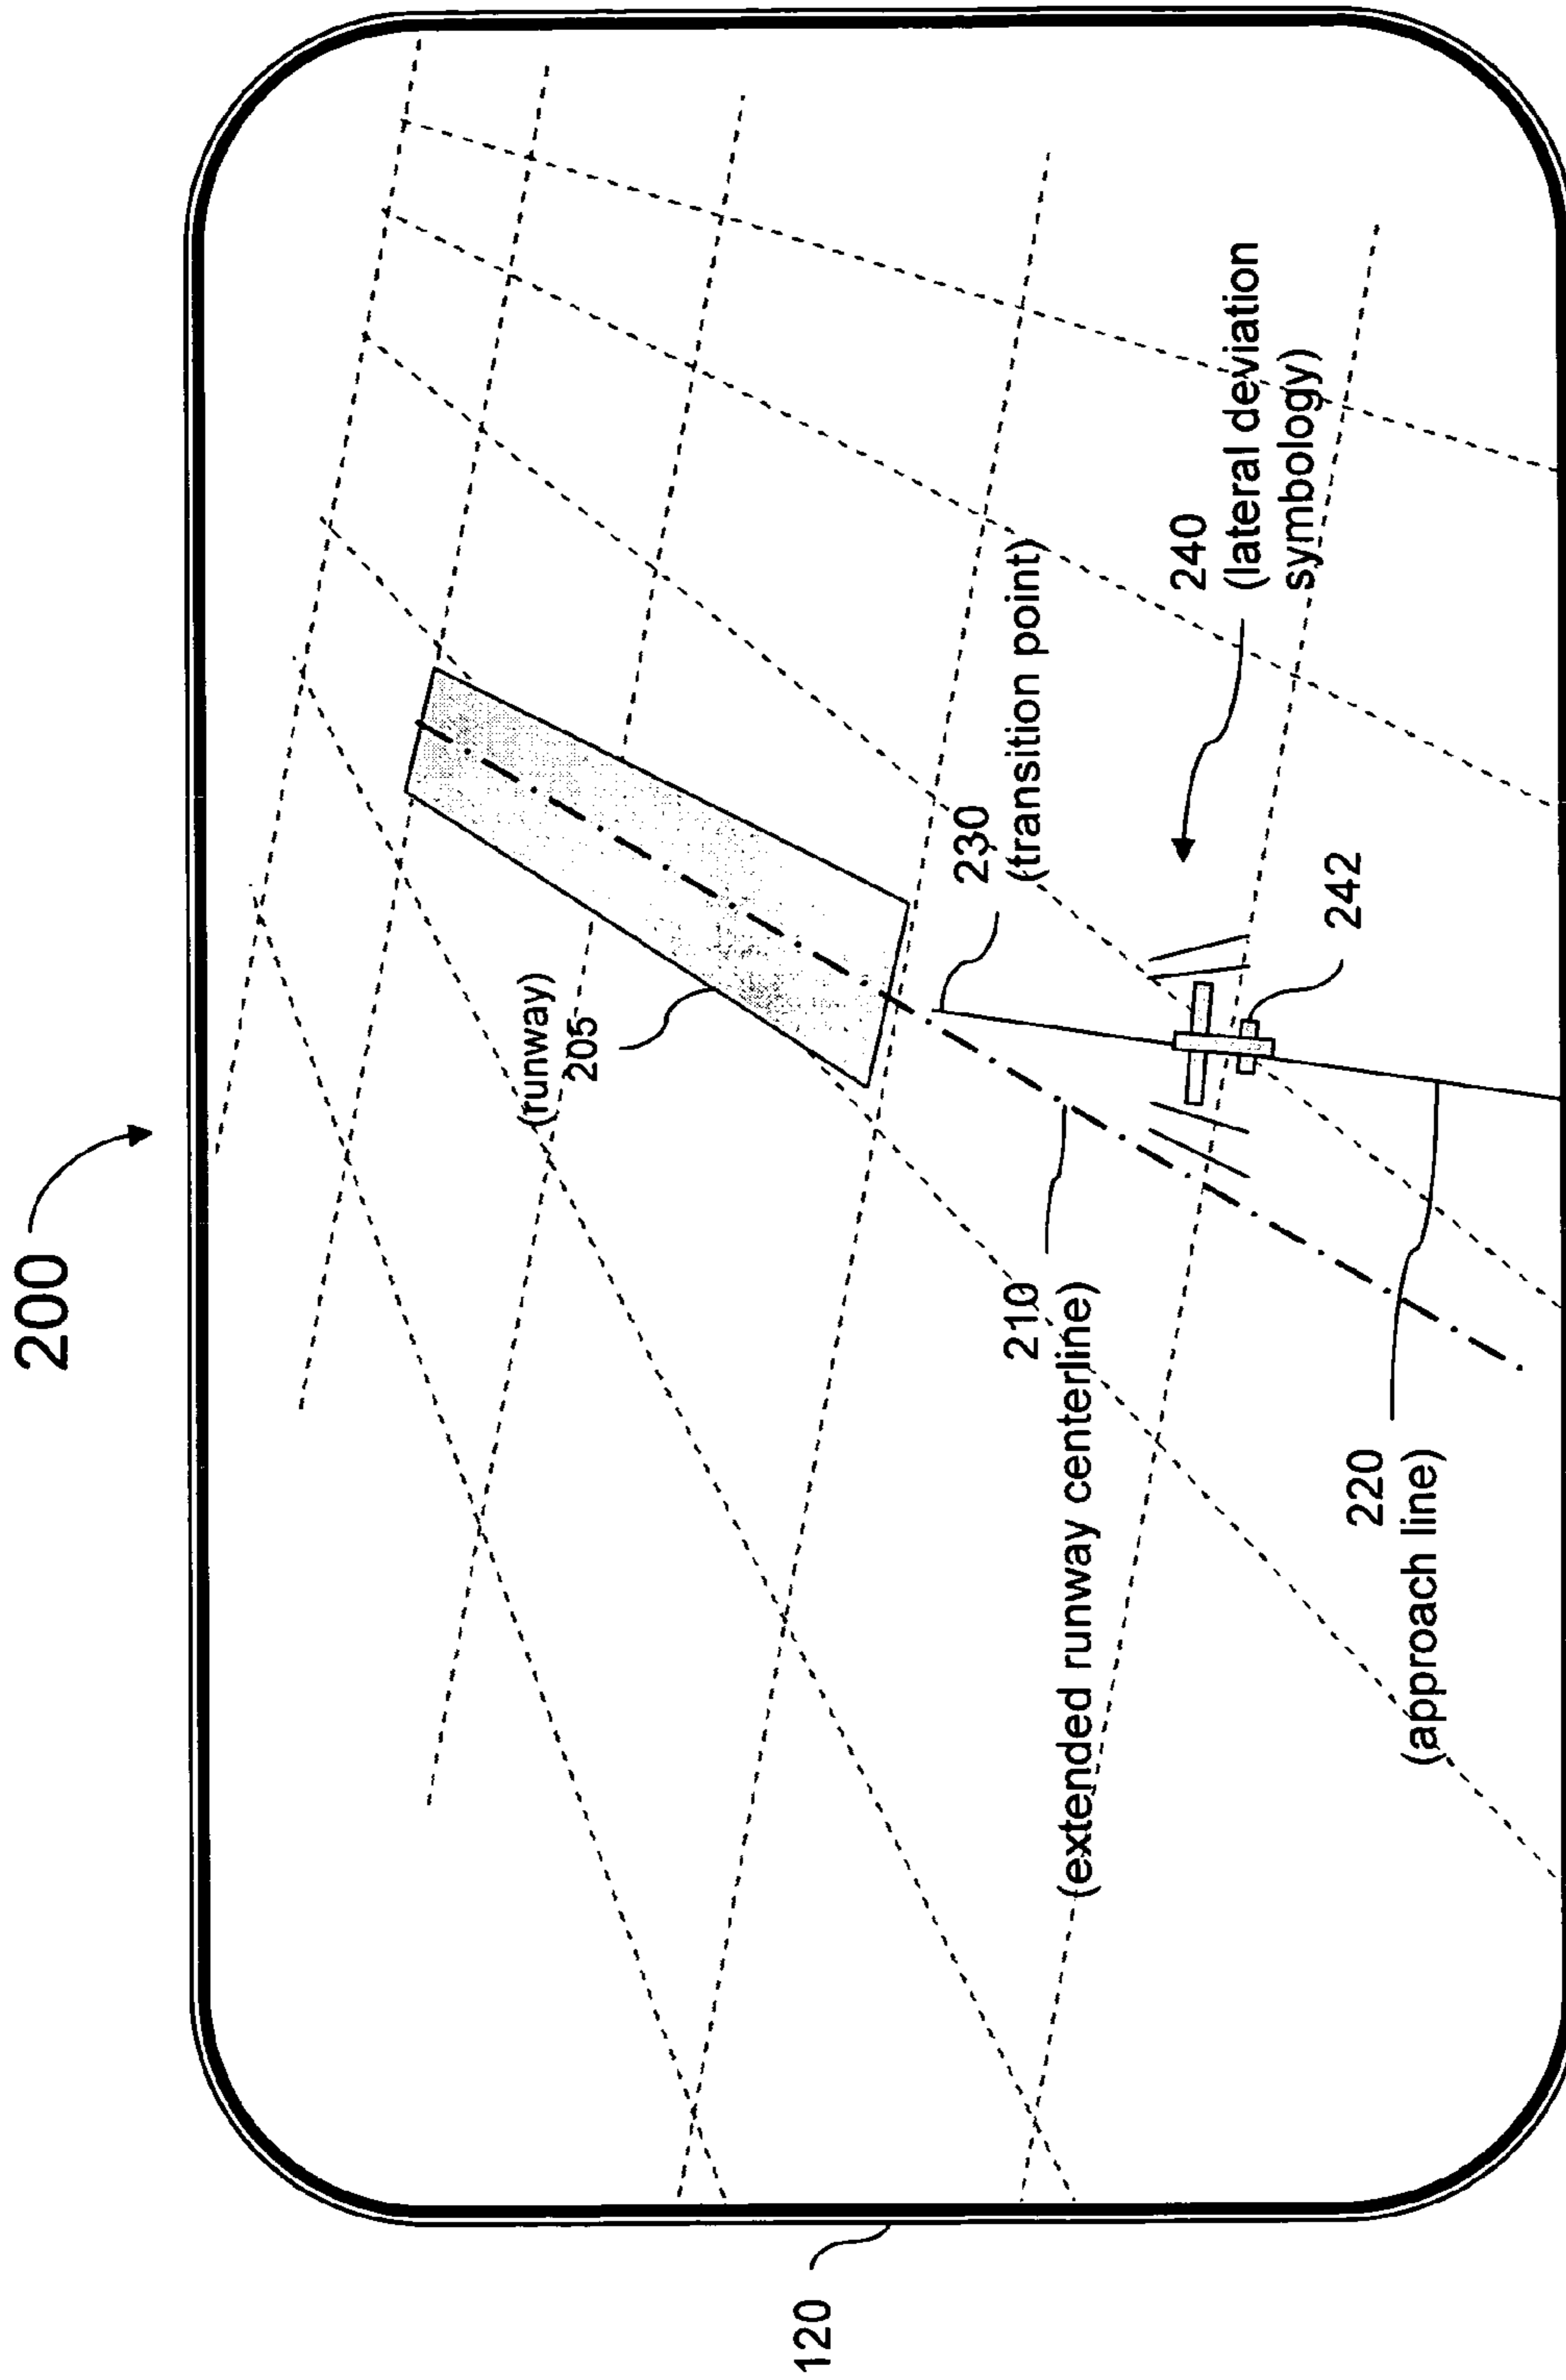 200
120
(runway)
205
230
(transition point)
240
(lateral deviation
symbology)
242
210
(extended runway centerline)
220
(approach line)